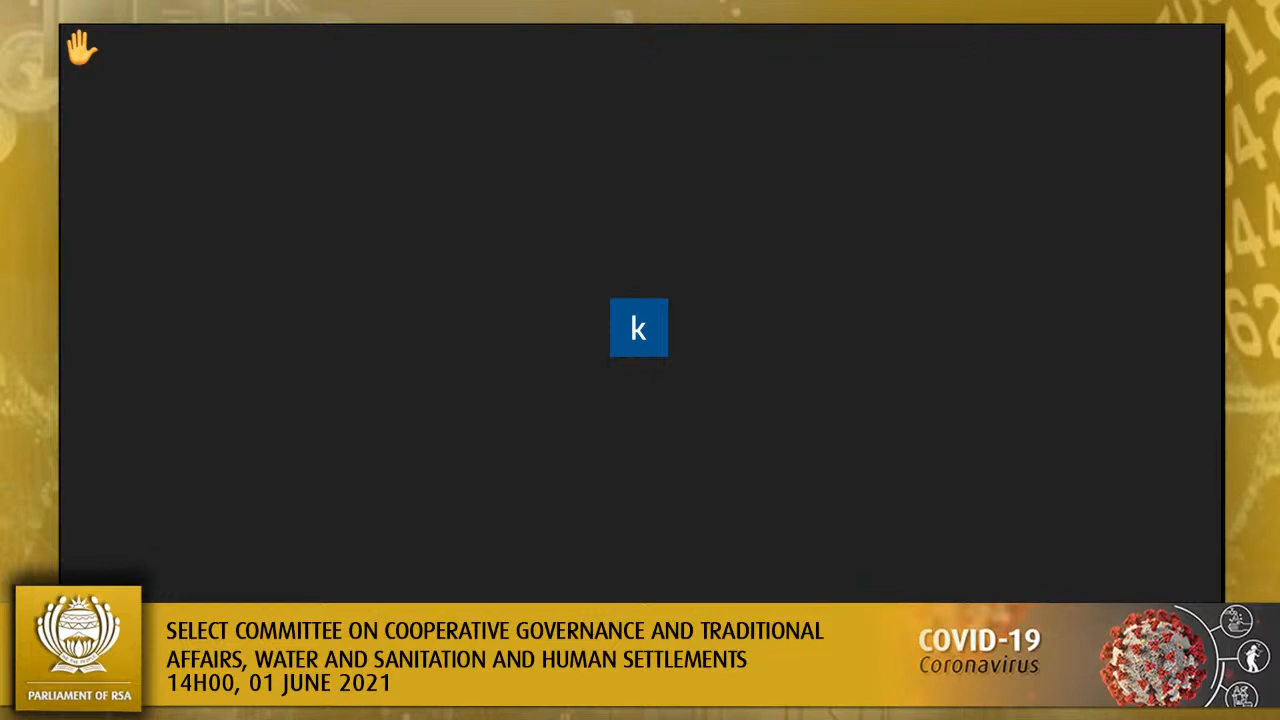 k
SELECT COMMITTEE ON COOPERATIVE GOVERNANCE AND TRADITIONAL
AFFAIRS, WATER AND SANITATION AND HUMAN SETTLEMENTS
14H00, 01 JUNE 2021
PARLIAMENT OF RSA
COVID-19
Coronavirus